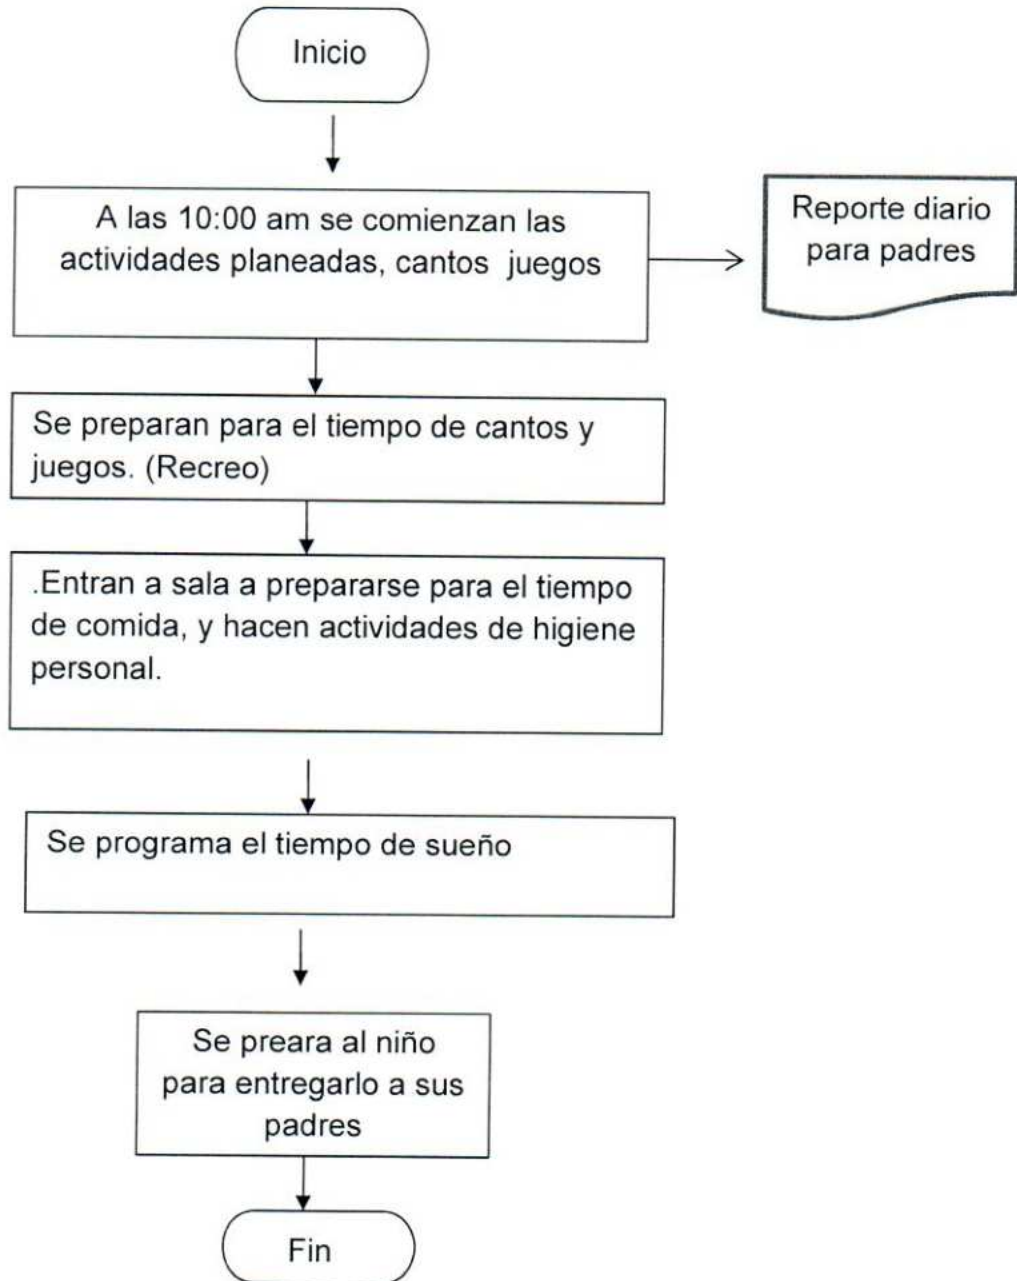 Inicio
A las 10:00 am se comienzan las
actividades planeadas, cantos juegos
Reporte diario
para padres
Se preparan para el tiempo de cantos y
juegos. (Recreo)
.Entran a sala a prepararse para el tiempo
de comida, y hacen actividades de higiene
personal.
Se programa el tiempo de sueño
Se preara al niño
para entregarlo a sus
padres
Fin